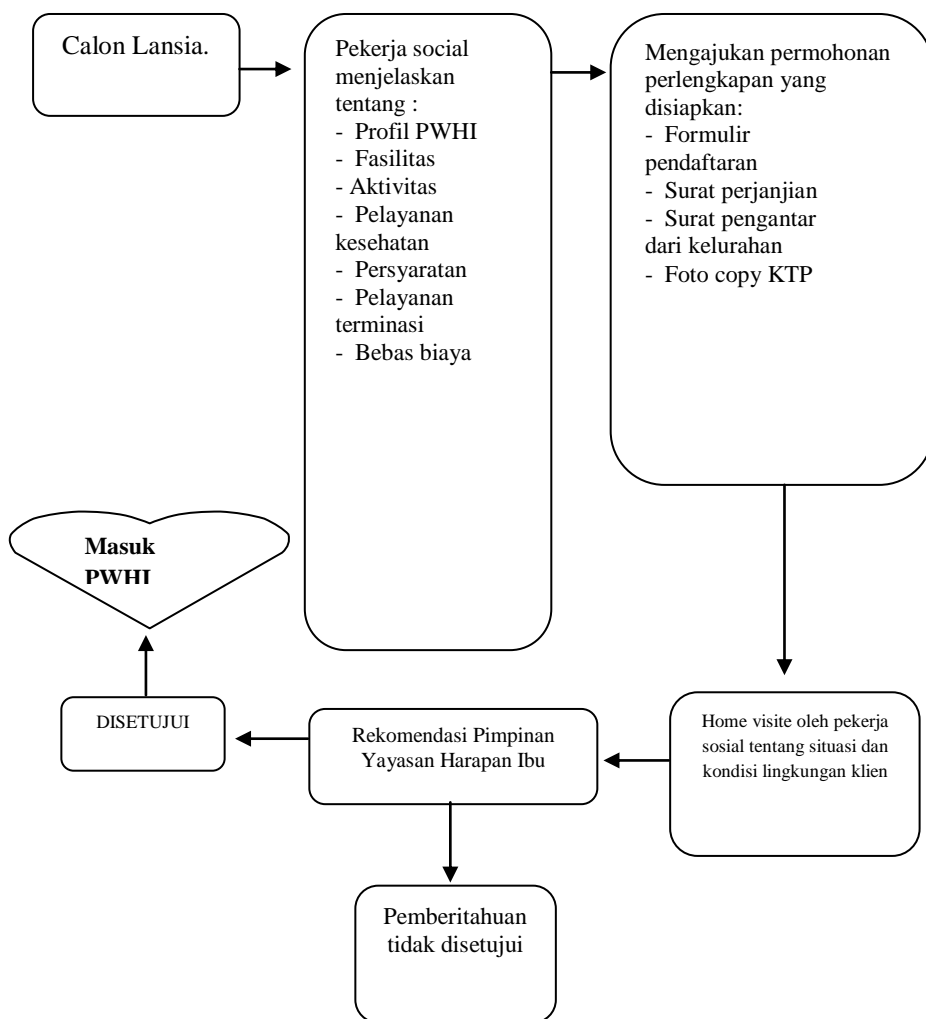 Calon Lansia.
Pekerja social
menjelaskan
tentang :
- Profil PWHI
- Fasilitas
- Aktivitas
- Pelayanan
kesehatan
- Persyaratan
- Pelayanan
terminasi
- Bebas biaya
Mengajukan permohonan
perlengkapan yang
disiapkan:
- Formulir
pendaftaran
- Surat perjanjian
- Surat pengantar
dari kelurahan
- Foto copy KTP
Masuk
PWHI
DISETUJUI
Rekomendasi Pimpinan
Yayasan Harapan Ibu
Home visite oleh pekerja
sosial tentang situasi dan
kondisi lingkungan klien
Pemberitahuan
tidak disetujui